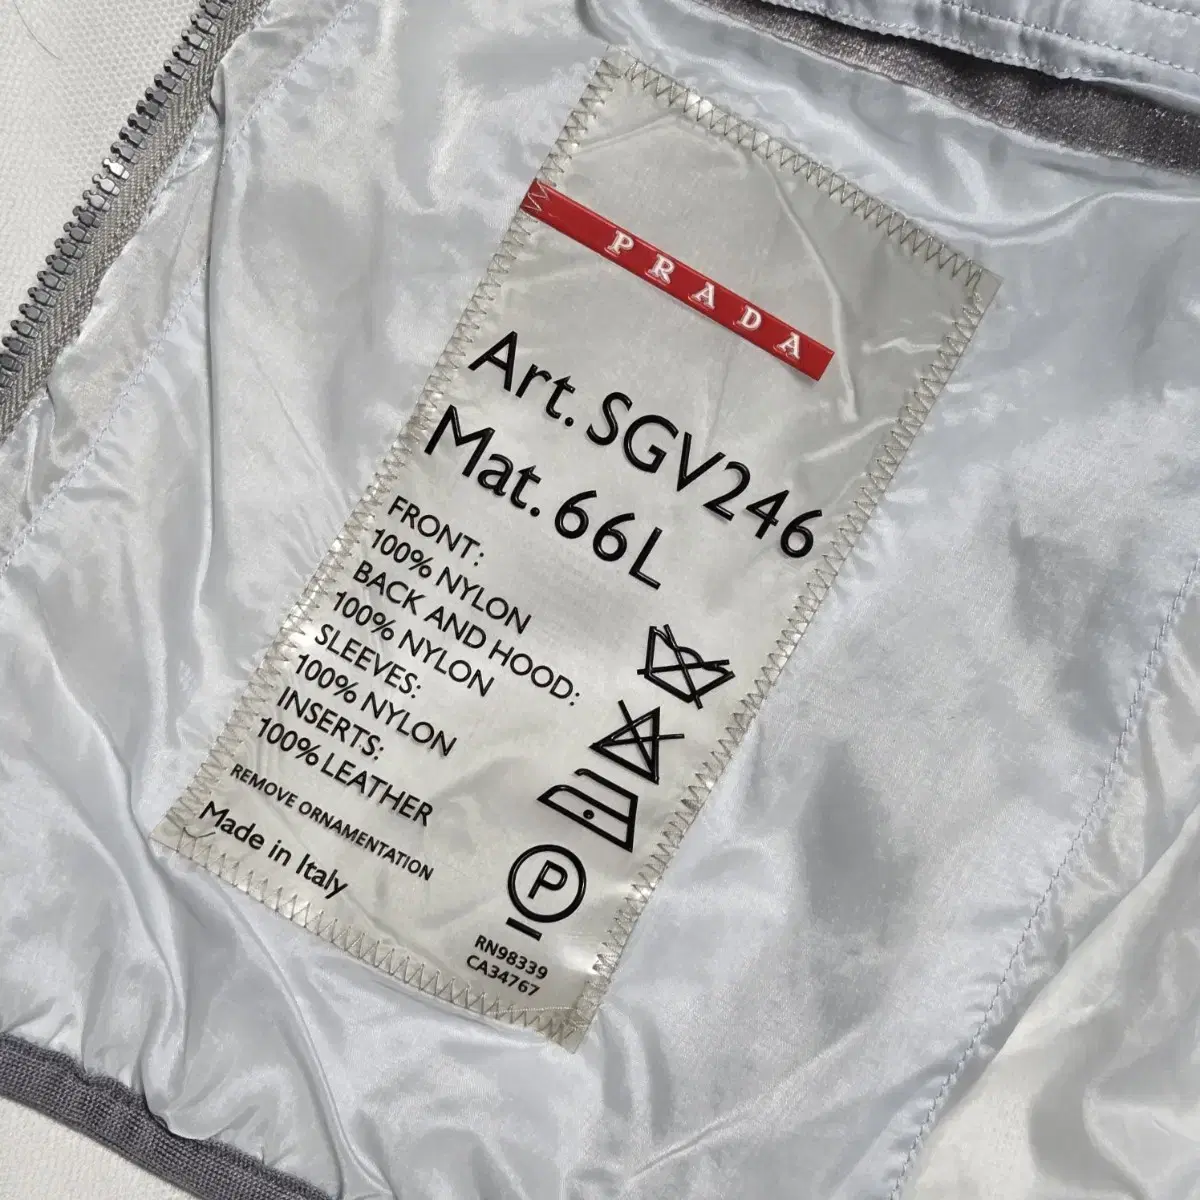 PRADA
Art. SGV246
Mat. 66L
FRONT:
100% NYLON
BACK AND HOOD:
100% NYLON
SLEEVES:
100% NYLON
INSERTS:
100% LEATHER
REMOVE ORNAMENTATION
Made in Italy
P
RN98339
CA34767